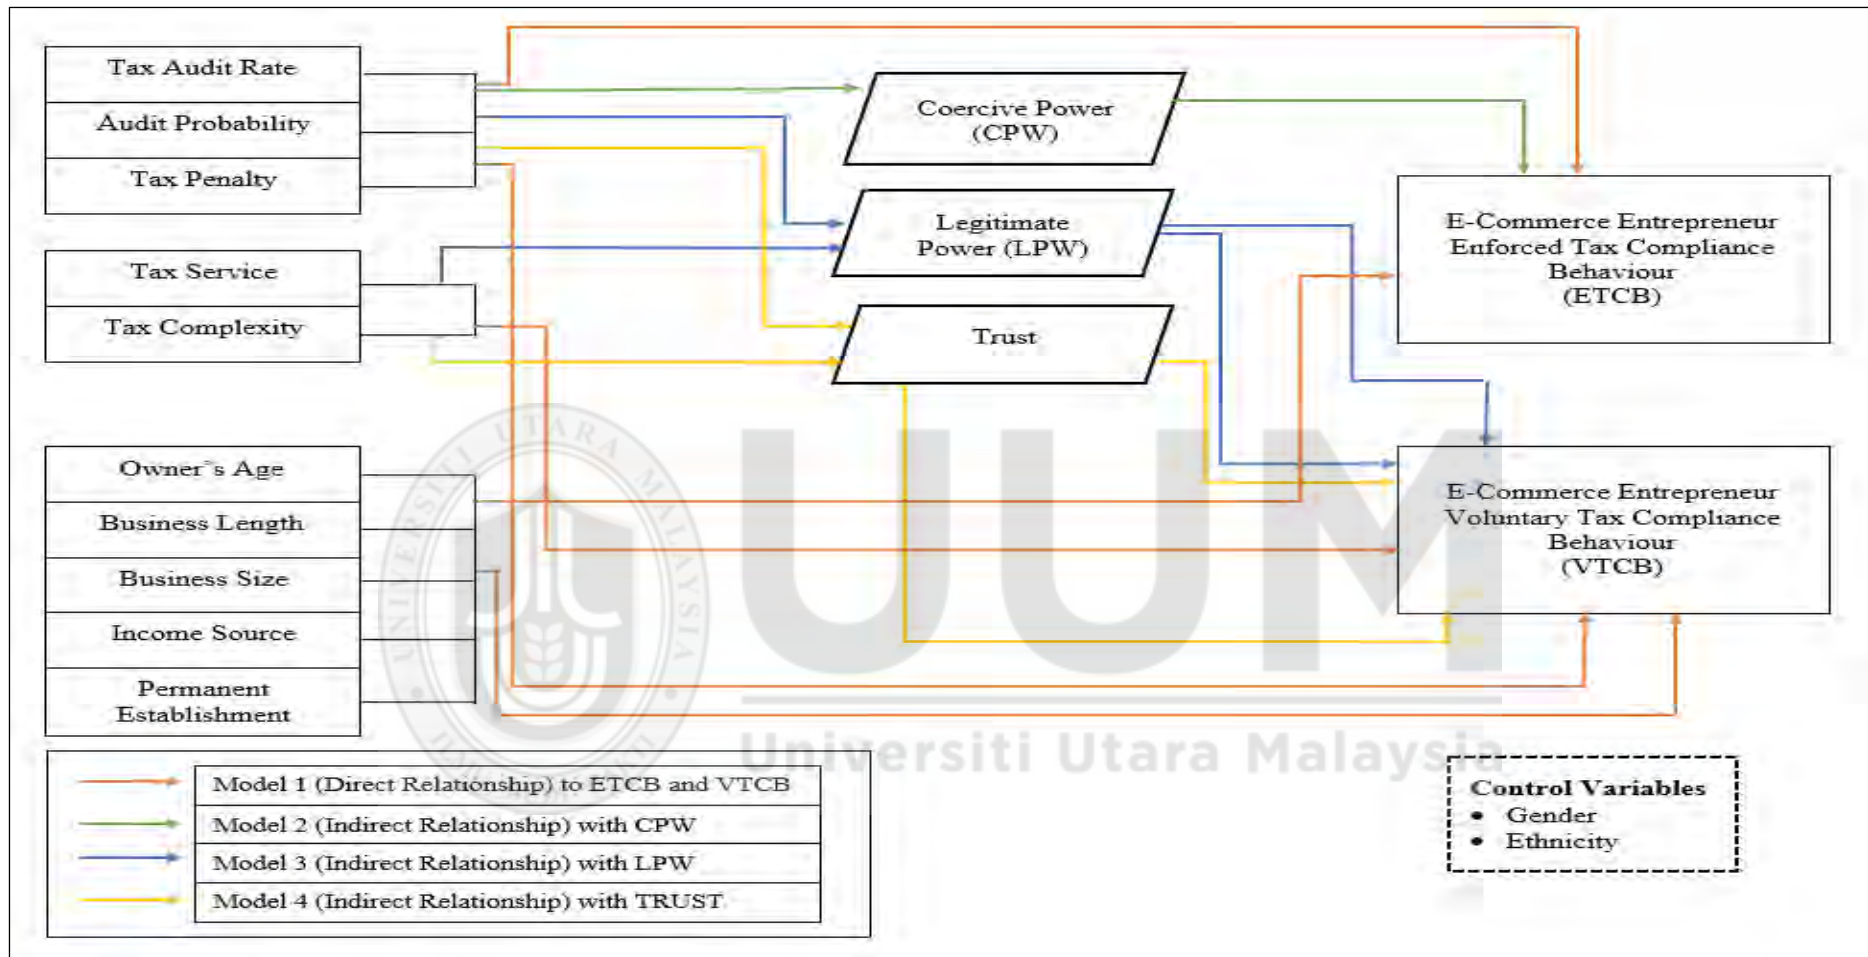 Tax Audit Rate
Audit Probability
Tax Penalty
Tax Service
Tax Complexity
Owner"s Age
Business Length
Business Size
Income Source
Permanent
Establishment
Coercive Power
(CPW)
Legitimate
Power (LPW)
Trust
E-Commerce Entrepreneur
Enforced Tax Compliance
Behaviour
(ETCB)
E-Commerce Entrepreneur
Voluntary Tax Compliance
Behaviour
(VTCB)
UNIVERSITI UTARA MALAYSIA
UUM
Universiti Utara Malaysia
Model 1 (Direct Relationship) to ETCB and VTCB
Model 2 (Indirect Relationship) with CPW
Model 3 (Indirect Relationship) with LPW
Model 4 (Indirect Relationship) with TRUST
Control Variables
• Gender
• Ethnicity